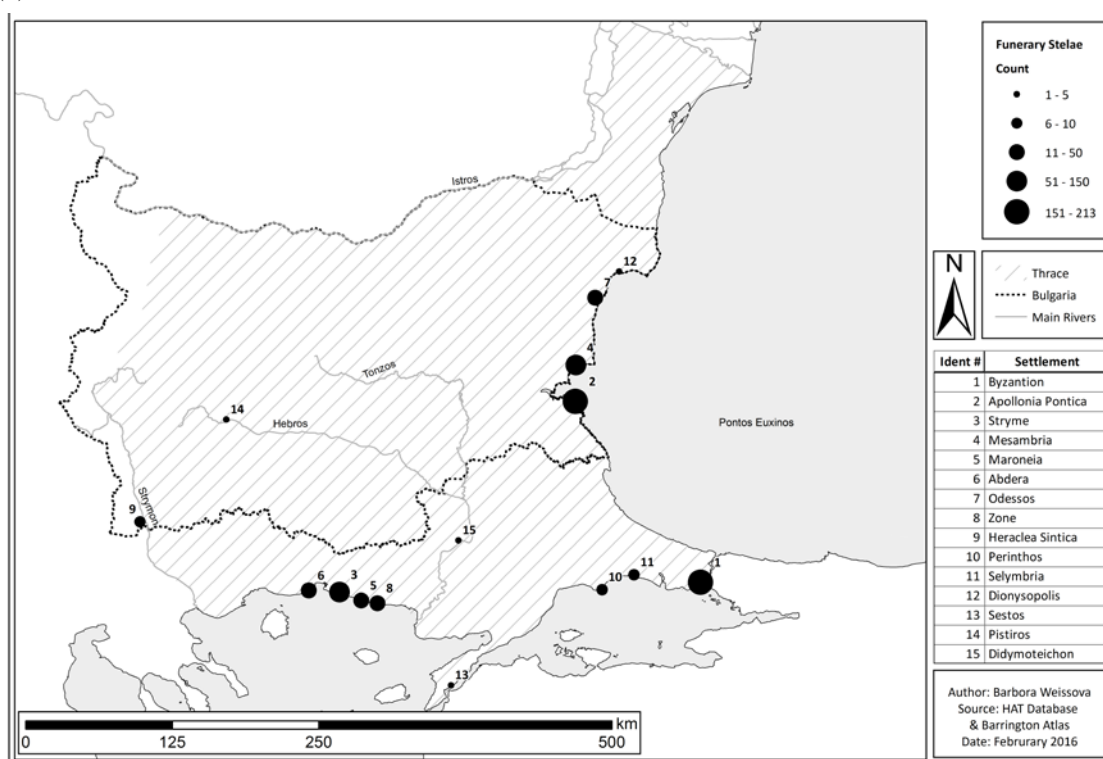 Istros
12
7
4
Tonzos
2
14
Hebros
Pontos Euxinos
Strymon
9
15
11
1
6
3
5
8
10
13
km
0 125 250 500
Funerary Stelae
Count
1 - 5
6 - 10
11 - 50
51 - 150
151 - 213
N
Thrace
Bulgaria
Main Rivers
Ident # Settlement
1 Byzantion
2 Apollonia Pontica
3 Stryme
4 Mesambria
5 Maroneia
6 Abdera
7 Odessos
8 Zone
9 Heraclea Sintica
10 Perinthos
11 Selymbria
12 Dionysopolis
13 Sestos
14 Pistiros
15 Didymoteichon
Author: Barbora Weissova
Source: HAT Database
& Barrington Atlas
Date: Februrary 2016